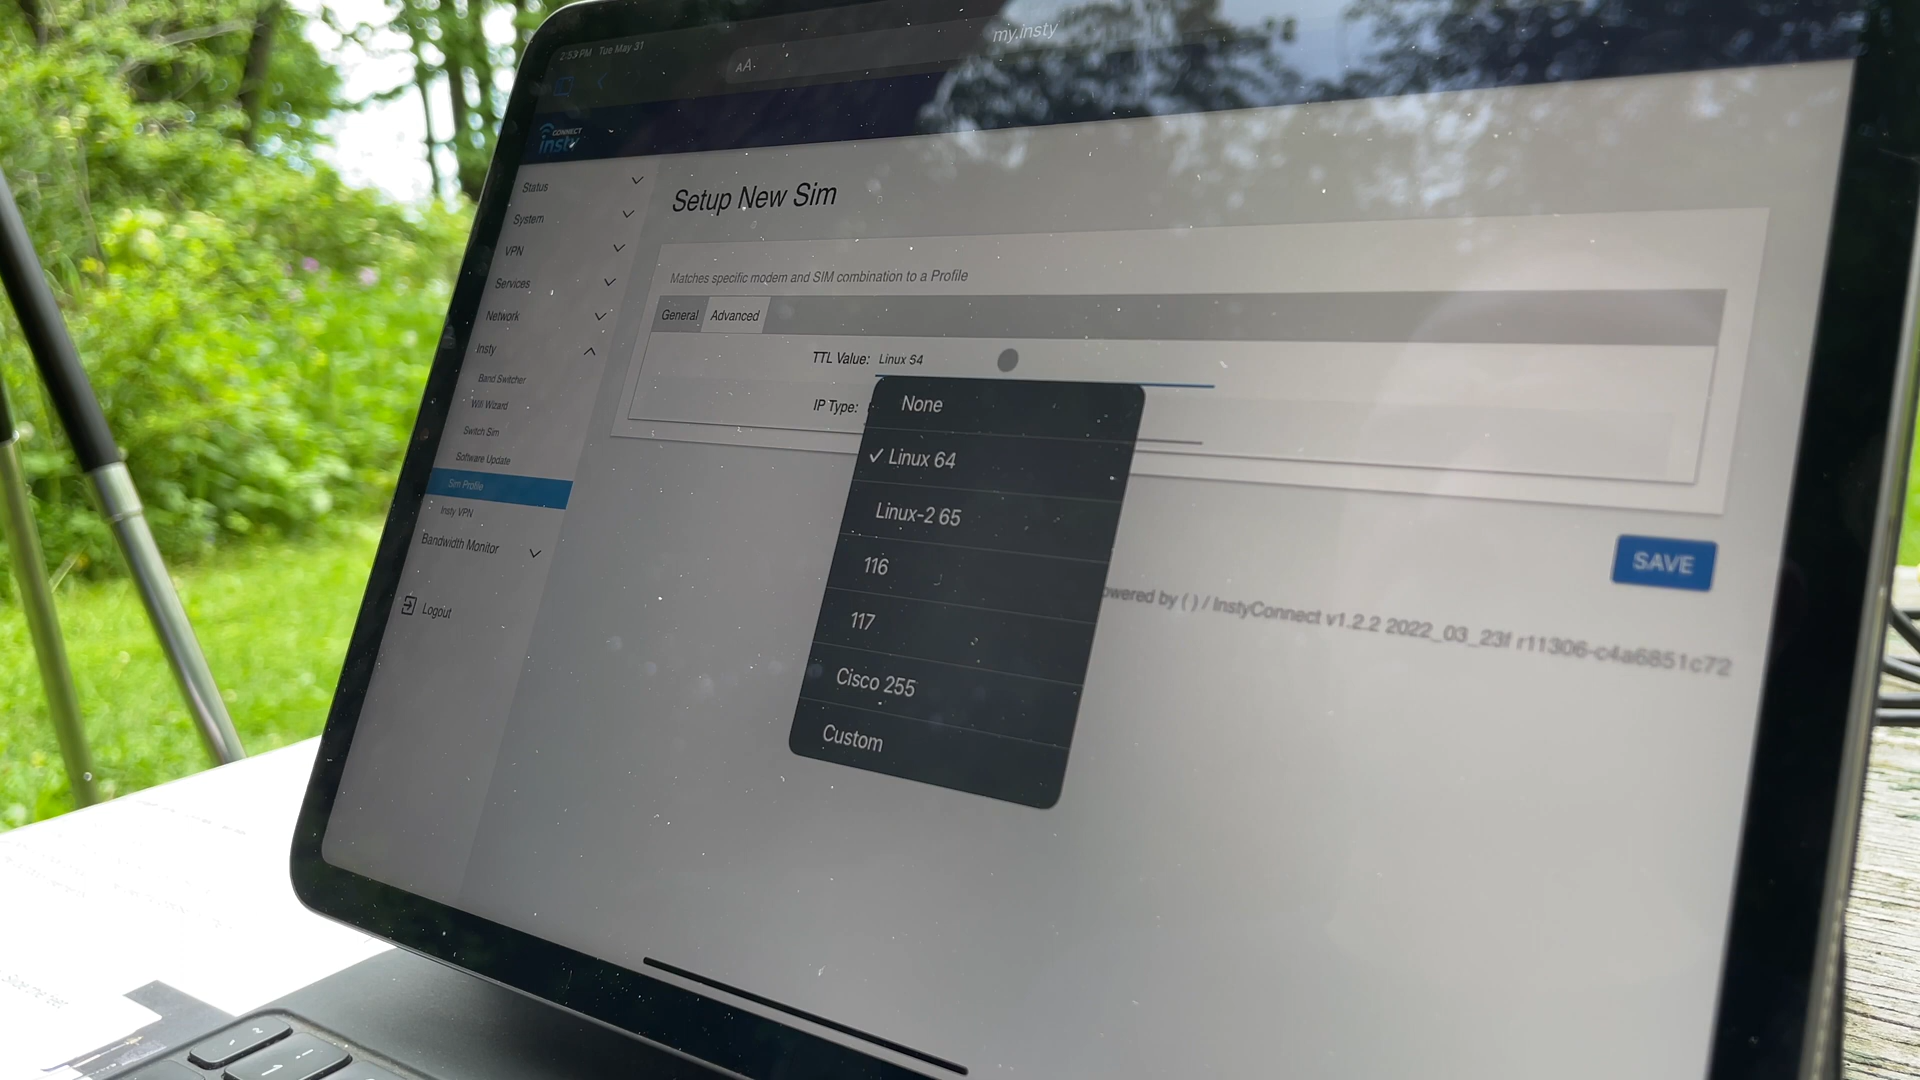 2:53 PM Tue May 31
AA
my.insty
CONNECT
insty
Status
System
VPN
Services
Network
Insty
Band Switcher
Wifi Wizard
Switch Sim
Software Update
Sim Profile
Insty VPN
Bandwidth Monitor
Logout
Setup New Sim
Matches specific modem and SIM combination to a Profile
General
Advanced
TTL Value: Linux 64
IP Type:
None
✓ Linux 64
Linux-2 65
116
117
Cisco 255
Custom
SAVE
owered by ( ) / InstyConnect v1.2.2 2022_03_23f r11306-c4a6851c72